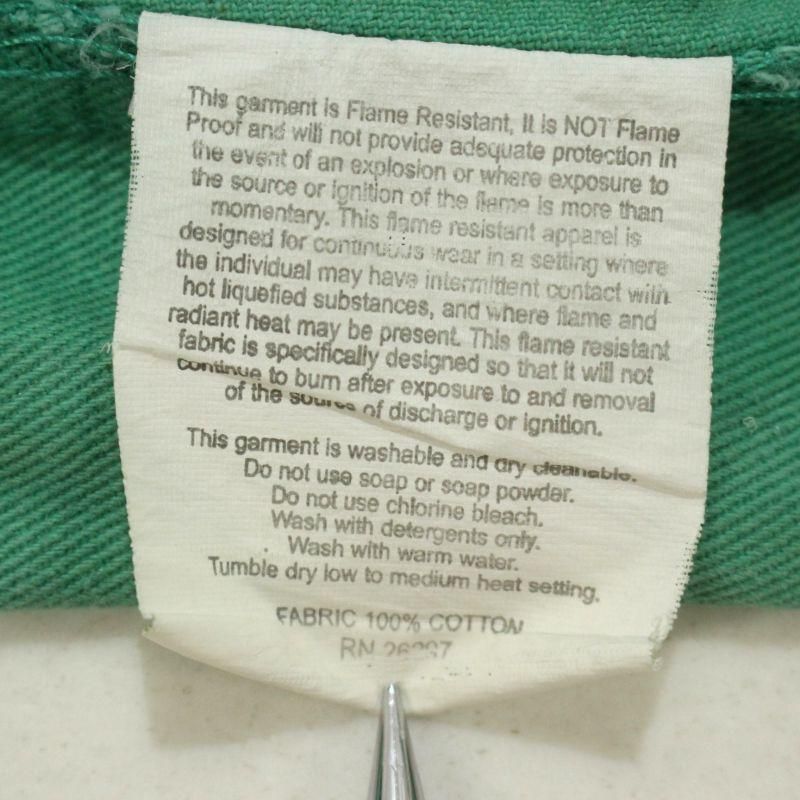 This garment is Flame Resistant, It is NOT Flame
Proof and will not provide adequate protection in
the event of an explosion or where exposure to
the source or ignition of the flame is more than
momentary. This flame resistant apparel is
designed for continuous wear in a setting where
the individual may have intermittent contact with
hot liquefied substances, and where flame and
radiant heat may be present. This flame resistant
fabric is specifically designed so that it will not
continue to burn after exposure to and removal
of the source of discharge or ignition.
This garment is washable and dry cleanable.
Do not use soap or soap powder.
Do not use chlorine bleach.
Wash with detergents only.
Wash with warm water.
Tumble dry low to medium heat setting.
FABRIC 100% COTTON
RN